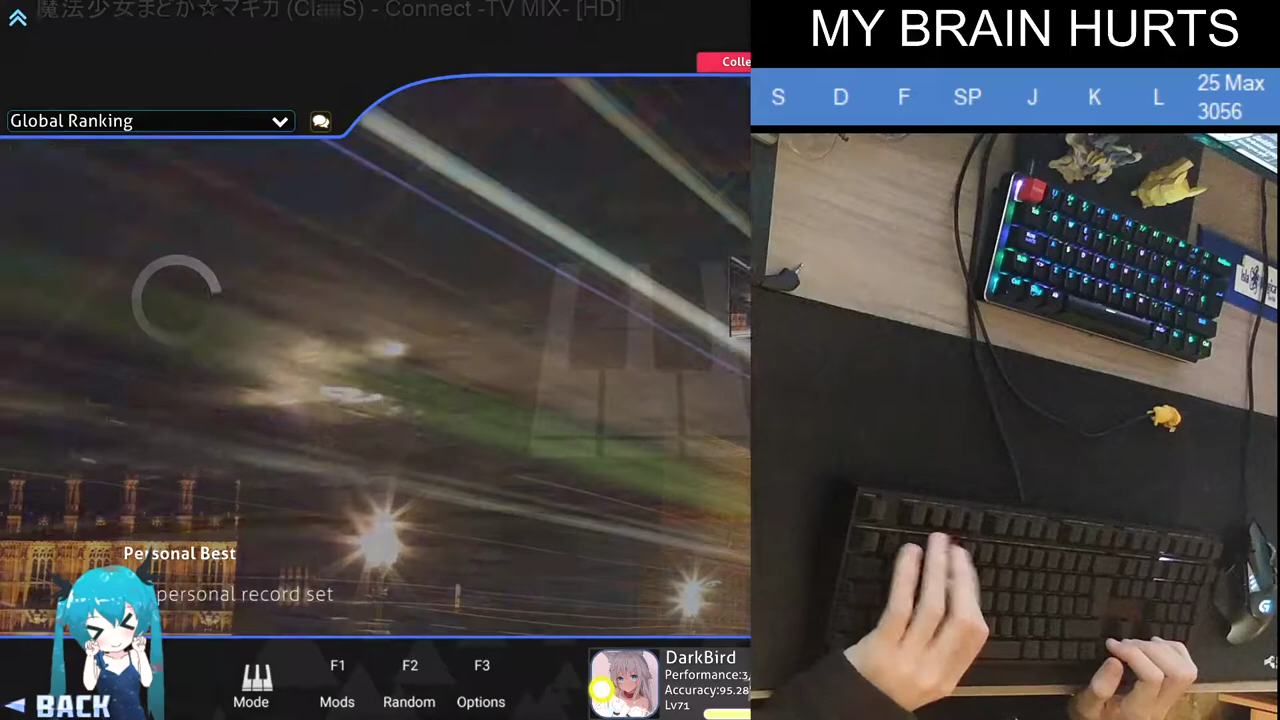 魔法少女まどか☆マギカ (ClariS) - Connect -TV MIX- [HD]
MY BRAIN HURTS
Colle
S D F SP J K L
25 Max
3056
Global Ranking
Personal Best
personal record set
DarkBird
Performance:3,
Accuracy:95.28
Lv71
F1 F2 F3
BACK Mode Mods Random Options